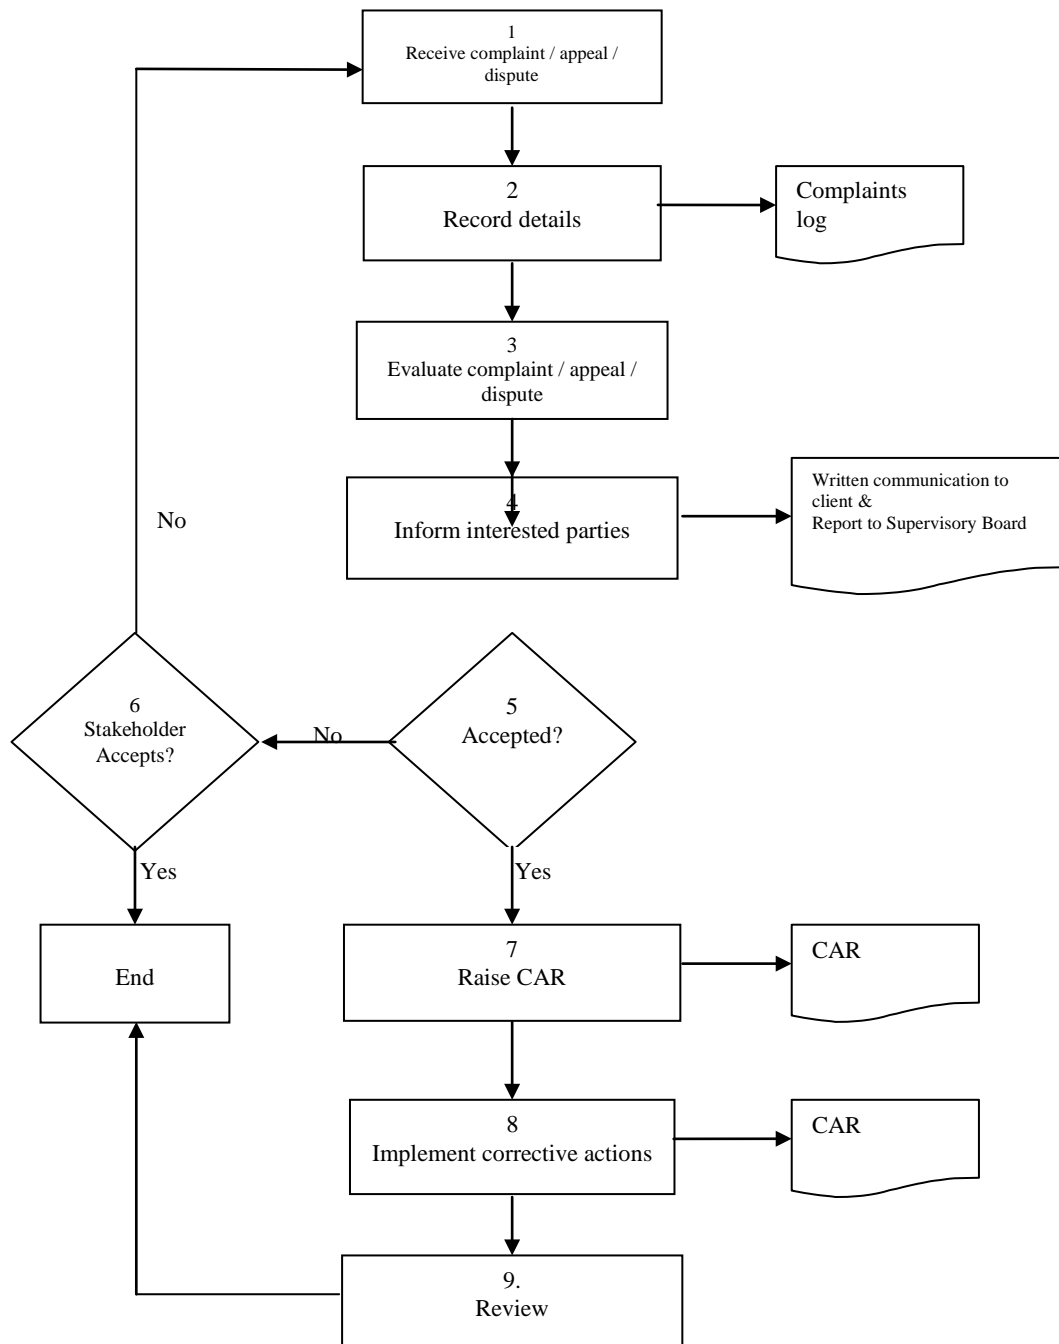 1
Receive complaint / appeal /
dispute
2
Record details
Complaints
log
3
Evaluate complaint / appeal /
dispute
4
Inform interested parties
Written communication to
client &
Report to Supervisory Board
No
6
Stakeholder
Accepts?
No
5
Accepted?
Yes
Yes
End
7
Raise CAR
CAR
8
Implement corrective actions
CAR
9.
Review